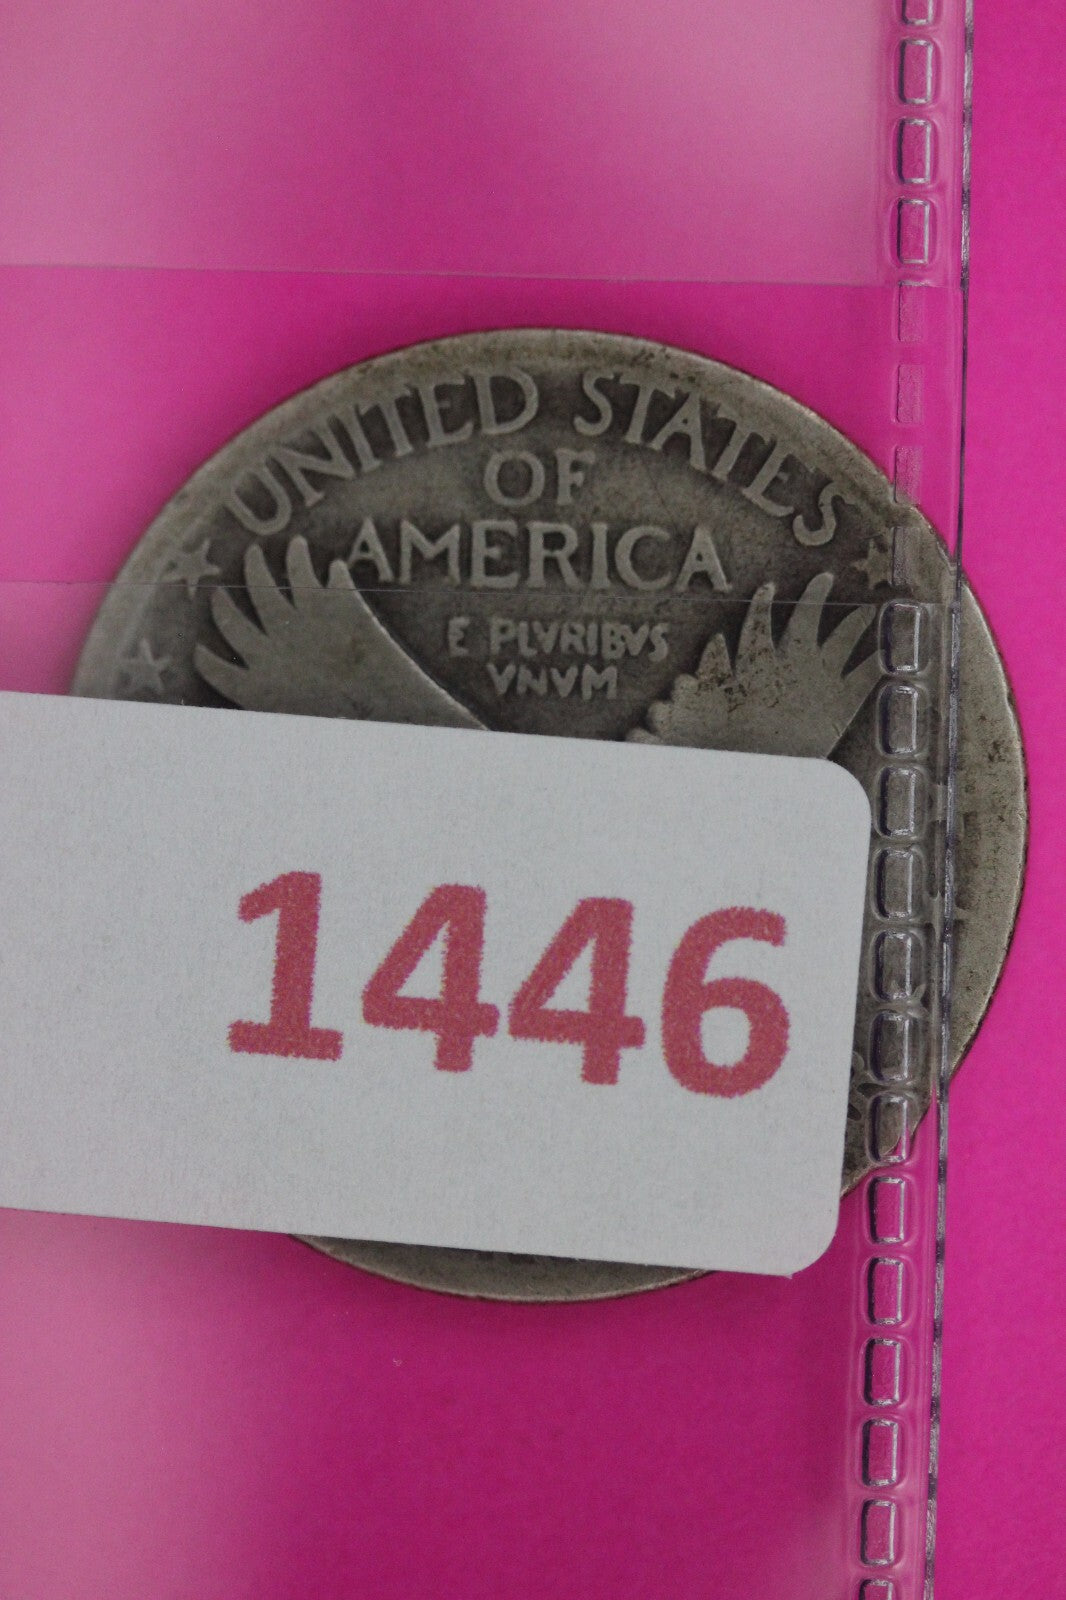 UNITED STATES
OF
AMERICA
E PLVRIBVS
VNVM
1446